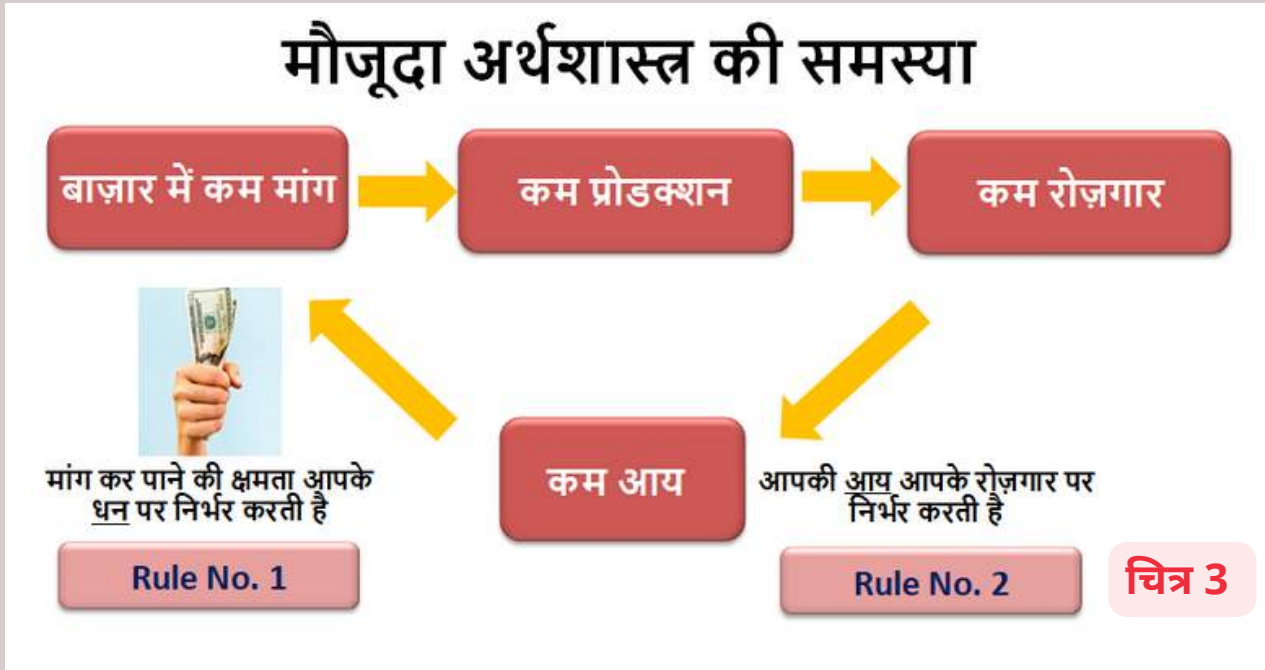 मौजूदा अर्थशास्त्र की समस्या
बाज़ार में कम मांग
कम प्रोडक्शन
कम रोज़गार
कम आय
मांग कर पाने की क्षमता आपके
धन पर निर्भर करती है
Rule No. 1
आपकी आय आपके रोज़गार पर
निर्भर करती है
Rule No. 2
चित्र 3